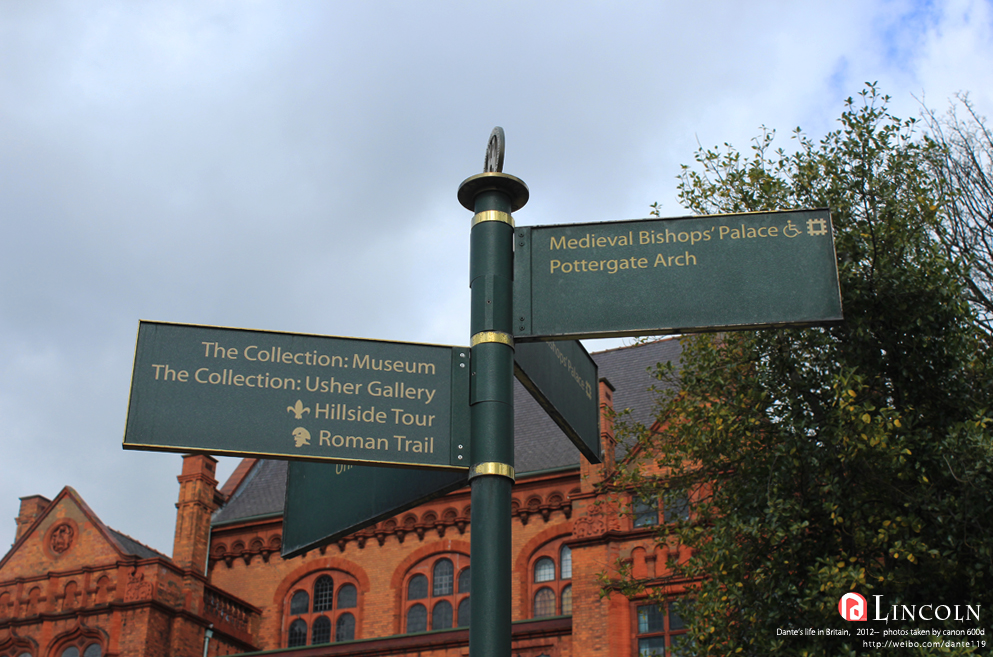 Medieval Bishops' Palace
Pottergate Arch
The Collection: Museum
The Collection: Usher Gallery
Hillside Tour
Roman Trail
Palace
LINCOLN
Dante's life in Britain, 2012-- photos taken by canon 600d
http://weibo.com/dante119